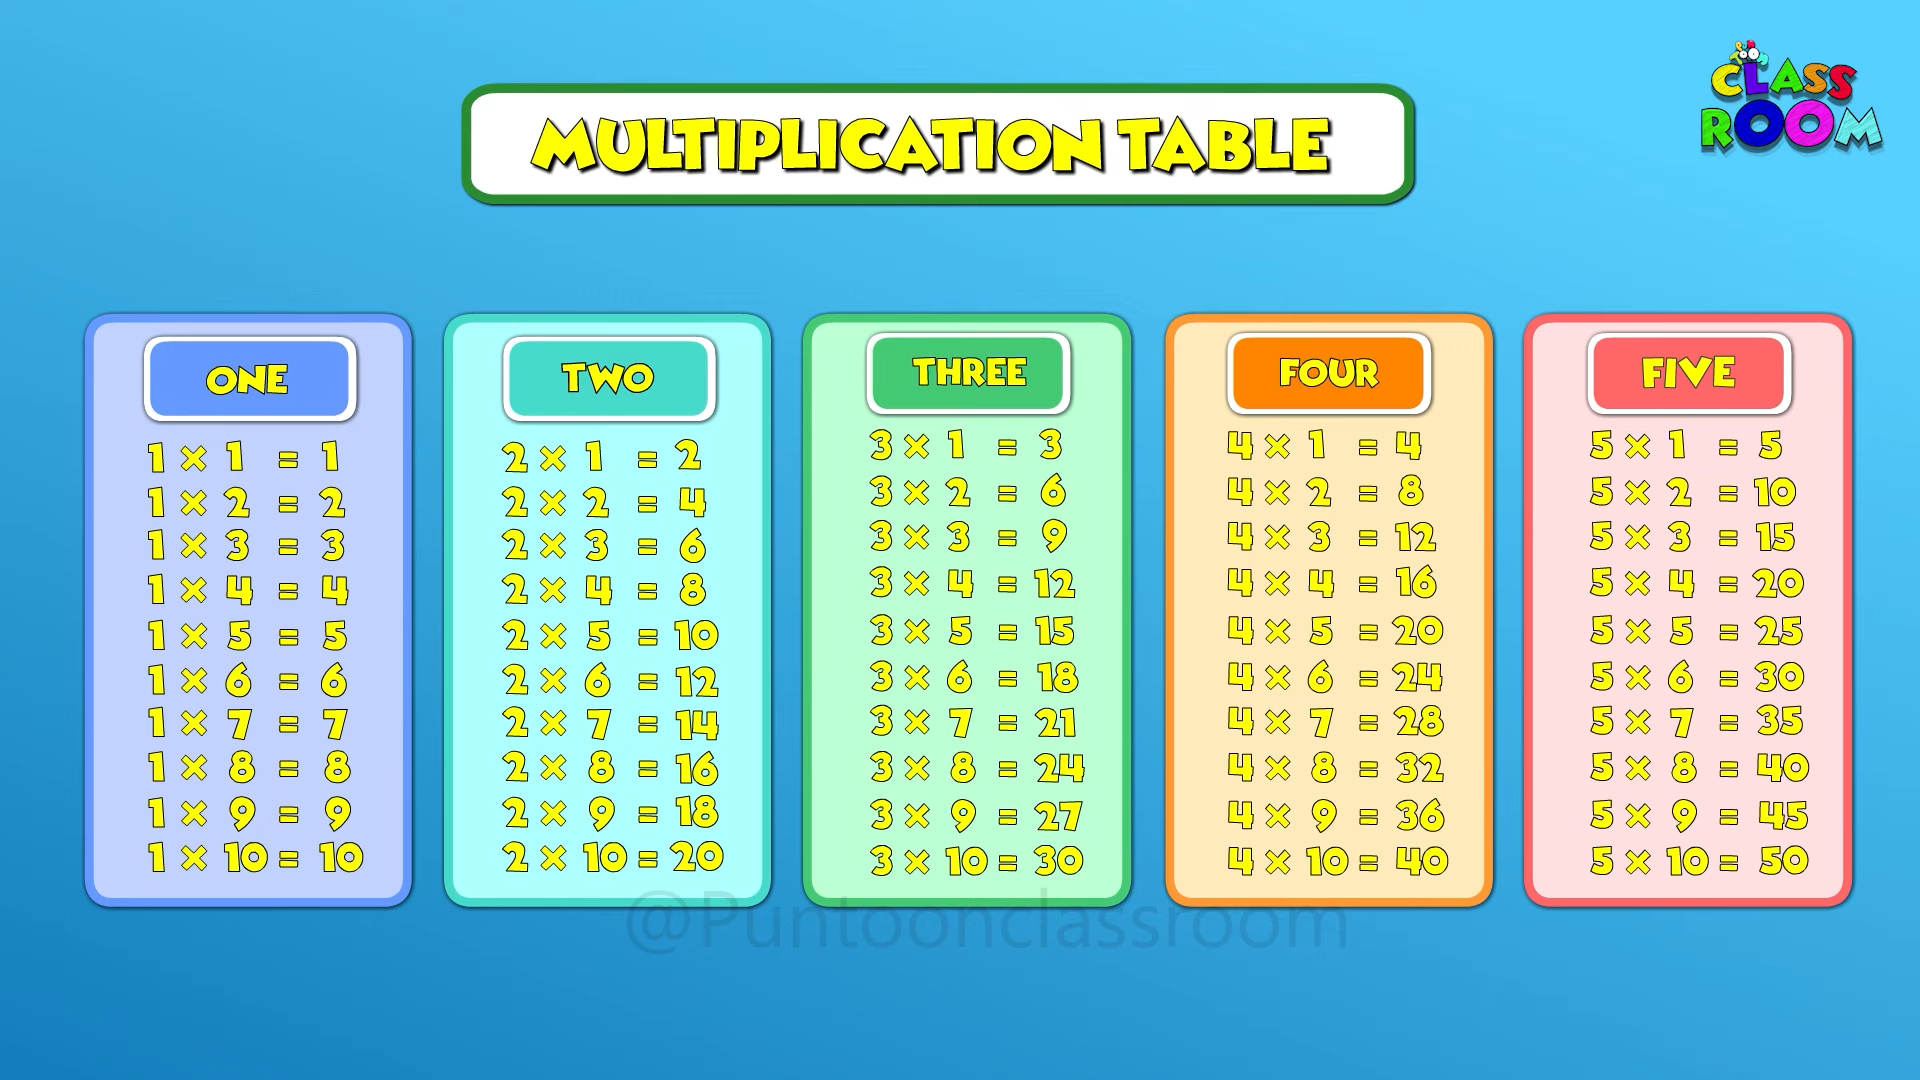 PUN TOON
CLASS
ROOM
MULTIPLICATION TABLE
ONE
1 × 1 = 1
1 × 2 = 2
1 × 3 = 3
1 × 4 = 4
1 × 5 = 5
1 × 6 = 6
1 × 7 = 7
1 × 8 = 8
1 × 9 = 9
1 × 10 = 10
TWO
2 × 1 = 2
2 × 2 = 4
2 × 3 = 6
2 × 4 = 8
2 × 5 = 10
2 × 6 = 12
2 × 7 = 14
2 × 8 = 16
2 × 9 = 18
2 × 10 = 20
THREE
3 × 1 = 3
3 × 2 = 6
3 × 3 = 9
3 × 4 = 12
3 × 5 = 15
3 × 6 = 18
3 × 7 = 21
3 × 8 = 24
3 × 9 = 27
3 × 10 = 30
FOUR
4 × 1 = 4
4 × 2 = 8
4 × 3 = 12
4 × 4 = 16
4 × 5 = 20
4 × 6 = 24
4 × 7 = 28
4 × 8 = 32
4 × 9 = 36
4 × 10 = 40
FIVE
5 × 1 = 5
5 × 2 = 10
5 × 3 = 15
5 × 4 = 20
5 × 5 = 25
5 × 6 = 30
5 × 7 = 35
5 × 8 = 40
5 × 9 = 45
5 × 10 = 50
@Puntoonclassroom